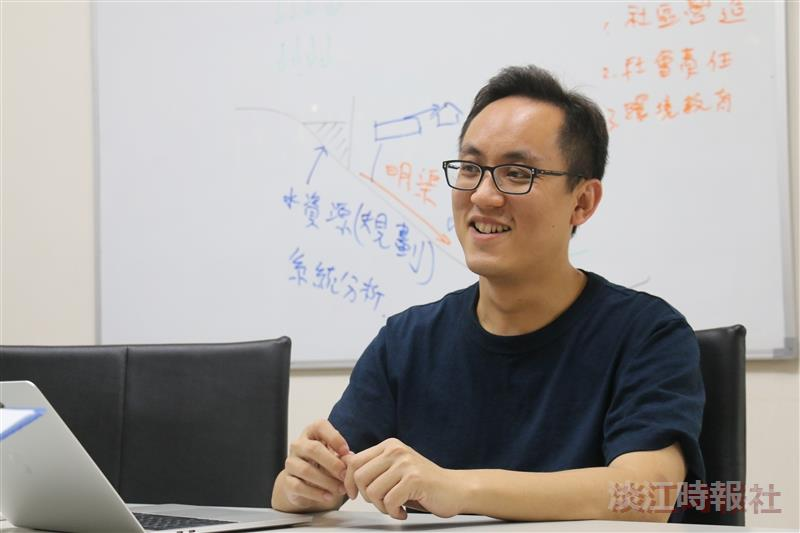 1. 社區營造
2. 社會責任
3. 環境教育
明渠
水資源(規劃)
系統分析.
淡江時報社